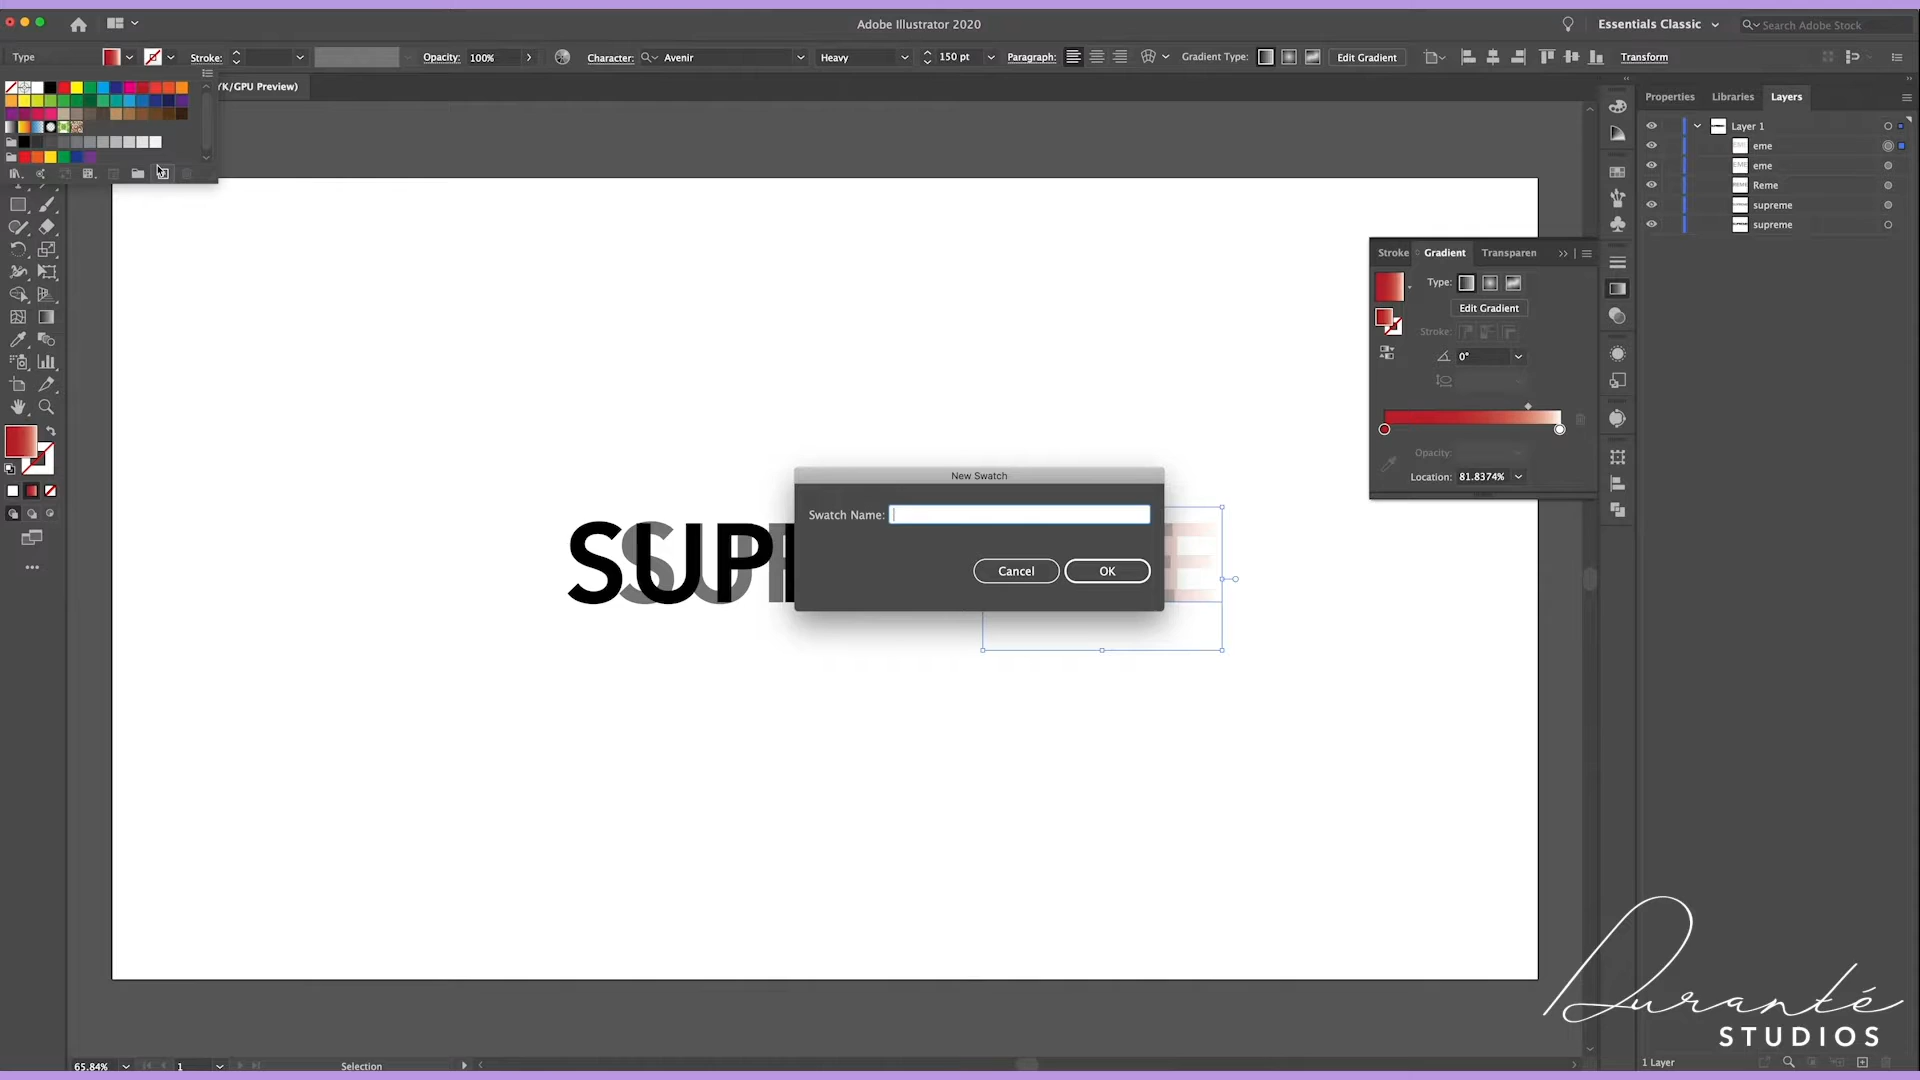 Adobe Illustrator 2020
Essentials Classic
Search Adobe Stock
Type
Stroke:
Opacity: 100%
Character: Avenir
Heavy
150 pt
Paragraph:
Gradient Type:
Edit Gradient
Transform
YK/GPU Preview)
Properties
Libraries
Layers
Layer 1
eme
eme
Reme
supreme
supreme
Stroke
Gradient
Transparen
Type:
Edit Gradient
Stroke:
0°
Opacity:
Location: 81.8374%
New Swatch
Swatch Name:
Cancel
OK
SUP
E
65.84%
1
Selection
1 Layer
Duranté
STUDIOS